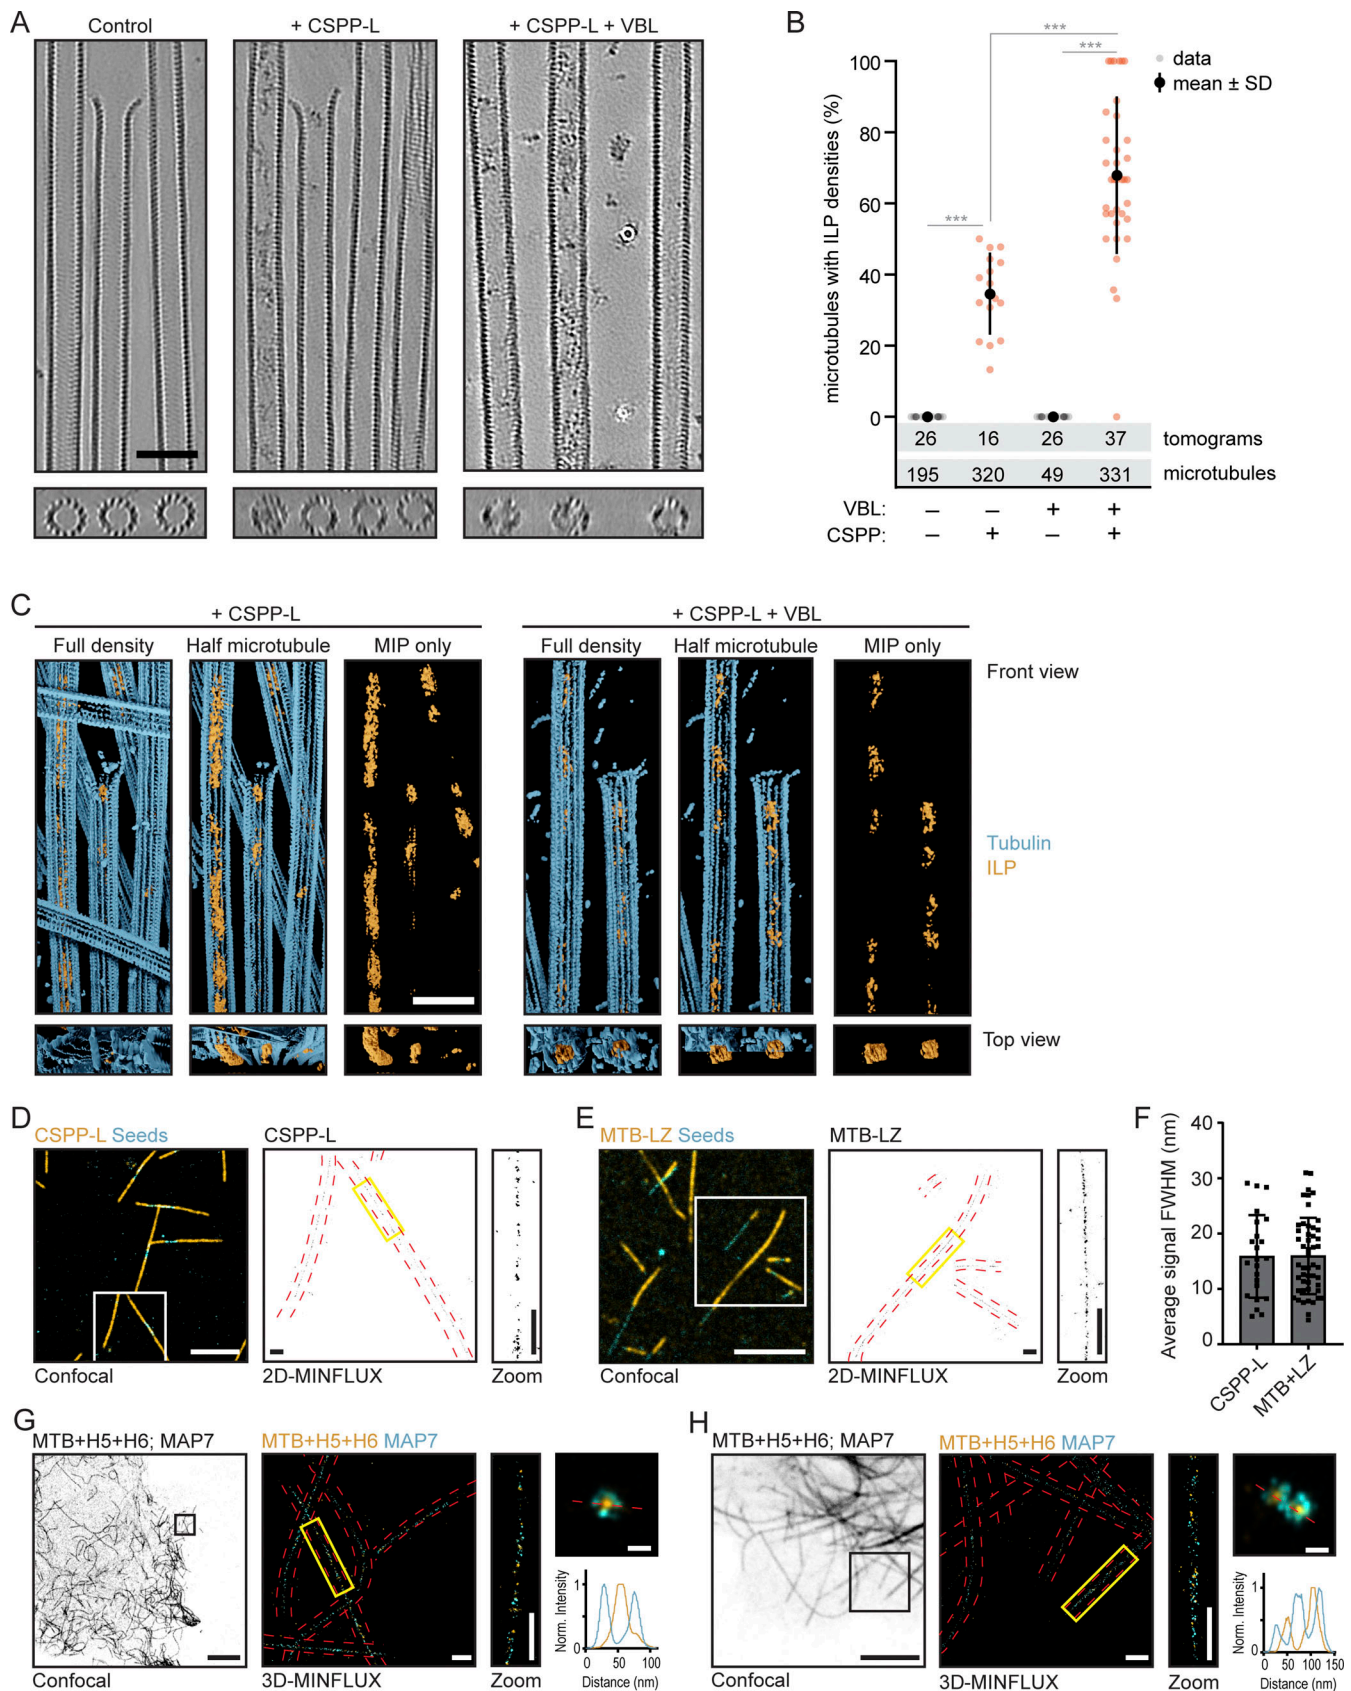 A
Control
+ CSPP-L
+ CSPP-L + VBL
B
microtubules with ILP densities (%)
100
80
60
40
20
0
***
***
***
data
mean ± SD
26 16 26 37 tomograms
195 320 49 331 microtubules
VBL: – – + +
CSPP: – + – +
C
+ CSPP-L
+ CSPP-L + VBL
Full density
Half microtubule
MIP only
Full density
Half microtubule
MIP only
Front view
Tubulin
ILP
Top view
D
CSPP-L Seeds
CSPP-L
Confocal
2D-MINFLUX
Zoom
E
MTB-LZ Seeds
MTB-LZ
Confocal
2D-MINFLUX
Zoom
F
Average signal FWHM (nm)
40
30
20
10
0
CSPP-L
MTB+LZ
G
MTB+H5+H6; MAP7
MTB+H5+H6 MAP7
Confocal
3D-MINFLUX
Zoom
Norm. Intensity
1
0
0 50 100
Distance (nm)
H
MTB+H5+H6; MAP7
MTB+H5+H6 MAP7
Confocal
3D-MINFLUX
Zoom
Norm. Intensity
1
0
0 50 100 150
Distance (nm)